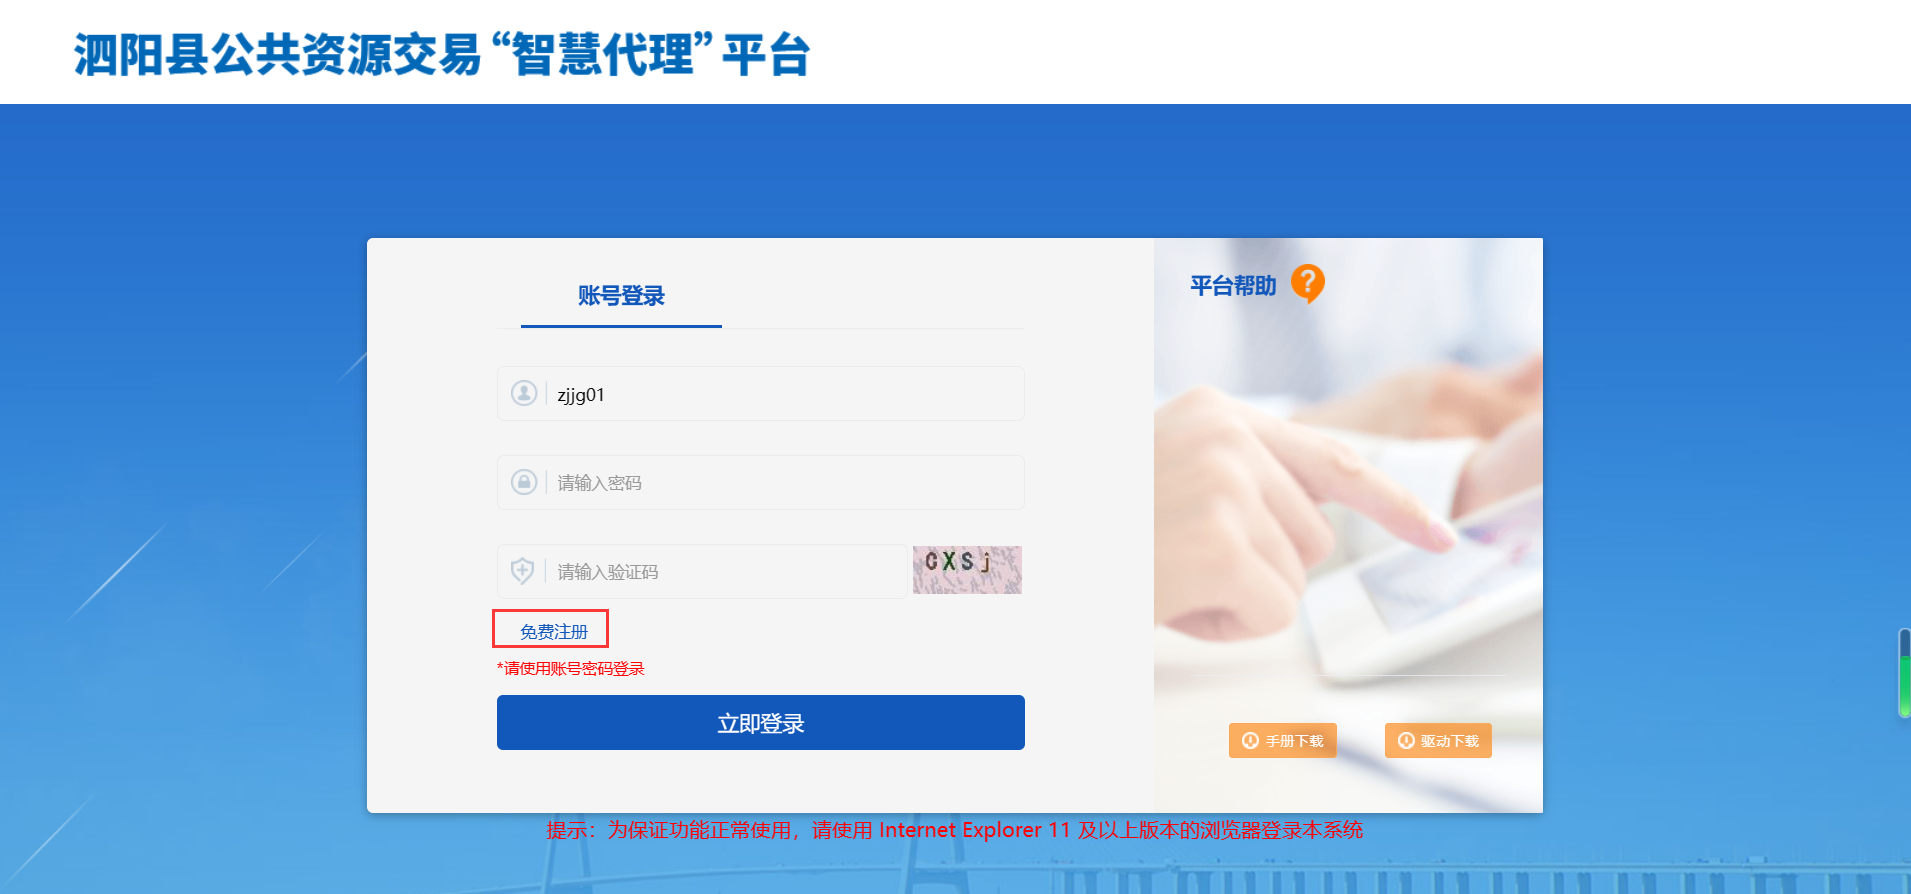 泗阳县公共资源交易“智慧代理”平台
账号登录
zjjg01
请输入密码
请输入验证码
CXSj
免费注册
*请使用账号密码登录
立即登录
平台帮助
手册下载
驱动下载
提示：为保证功能正常使用，请使用 Internet Explorer 11 及以上版本的浏览器登录本系统